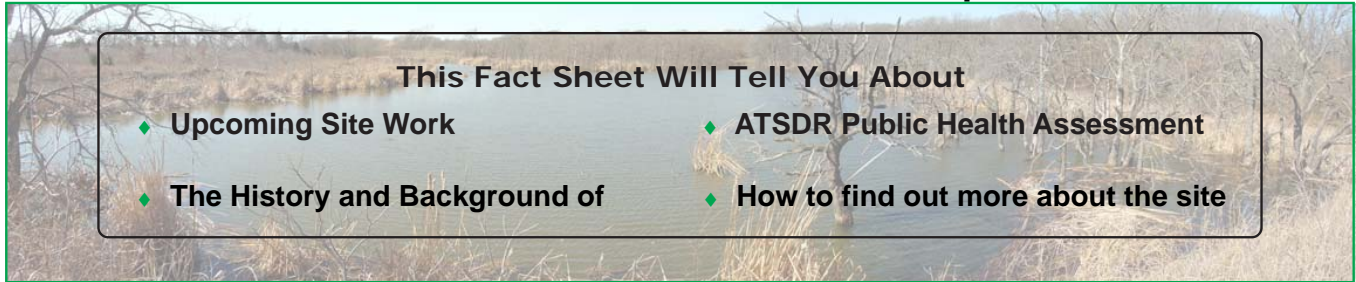 This Fact Sheet Will Tell You About
♦ Upcoming Site Work
♦ ATSDR Public Health Assessment
♦ The History and Background of
♦ How to find out more about the site